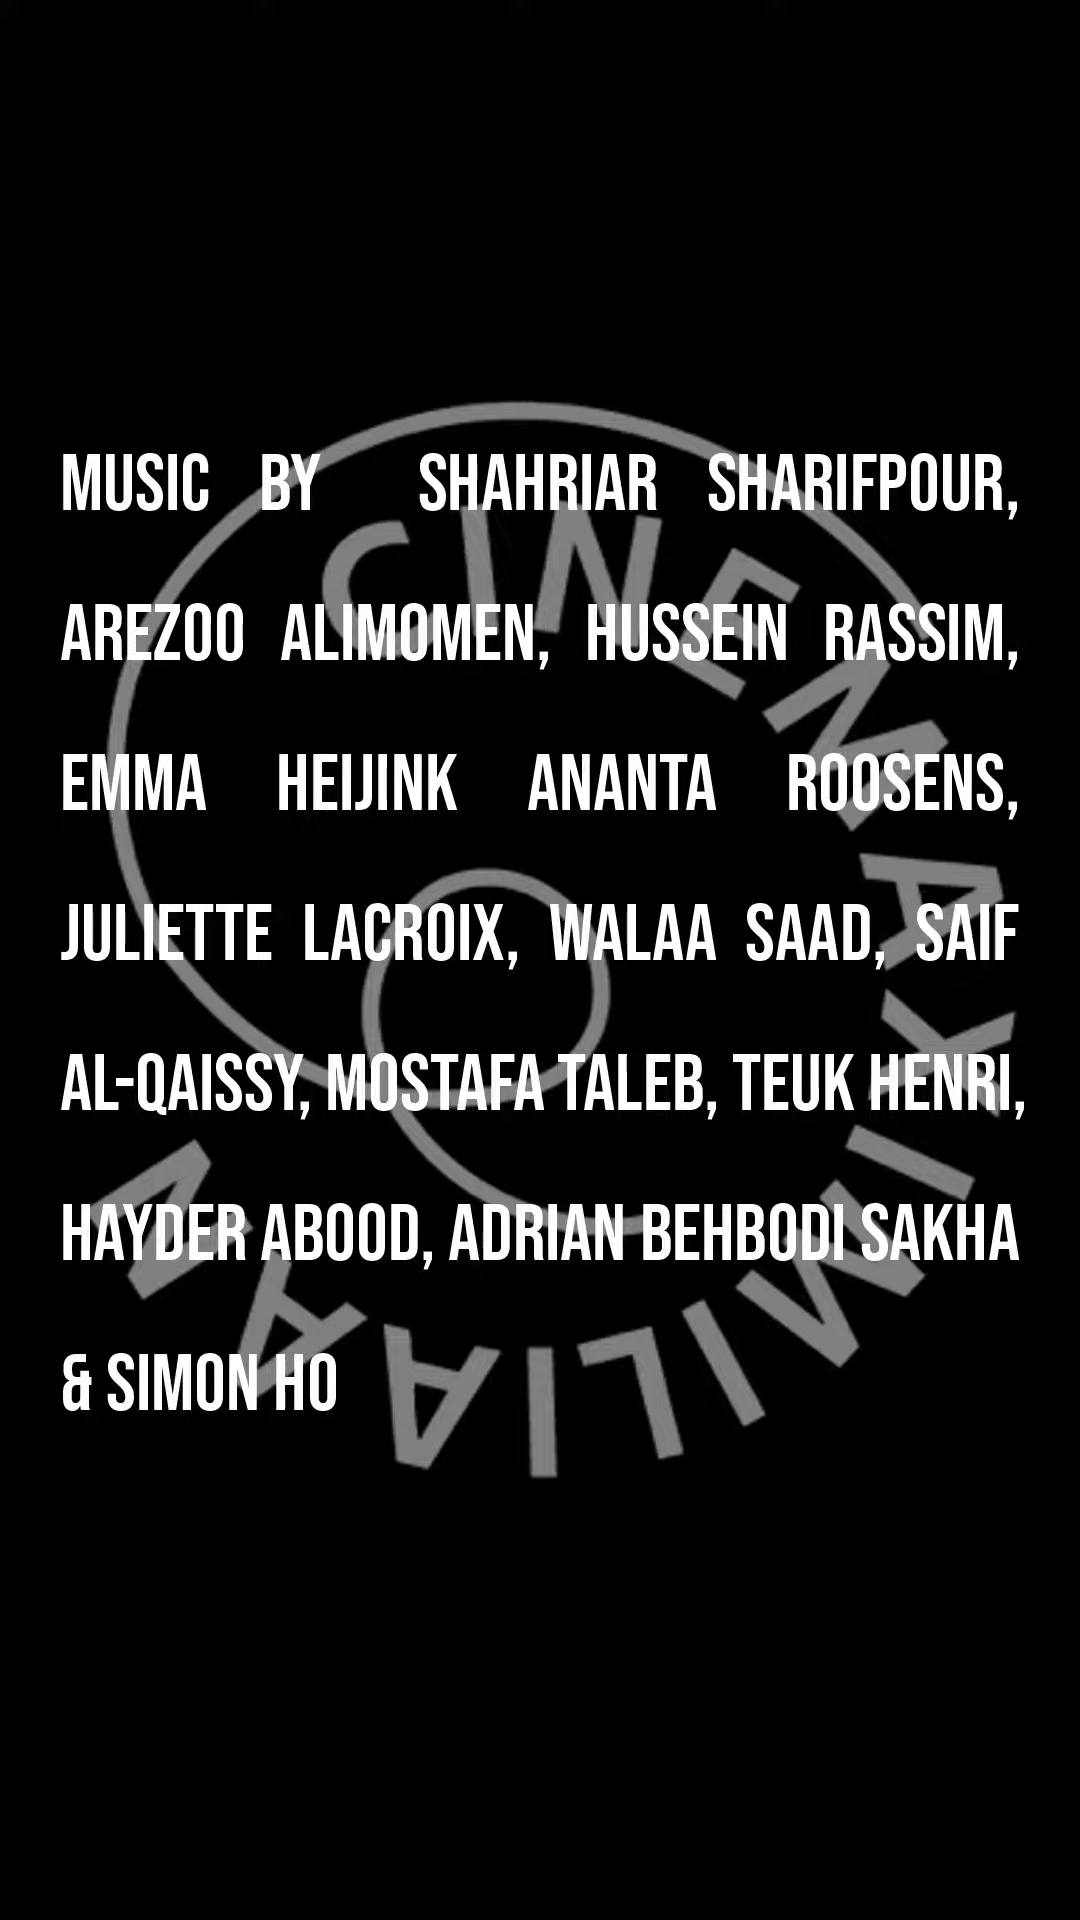 MUSIC BY SHAHRIAR SHARIFPOUR,
AREZOO ALIMOMEN, HUSSEIN RASSIM,
EMMA HEIJINK ANANTA ROOSENS,
JULIETTE LACROIX, WALAA SAAD, SAIF
AL-QAISSY, MOSTAFA TALEB, TEUK HENRI,
HAYDER ABOOD, ADRIAN BEHBODI SAKHA
& SIMON HO
CINEMAXIMILIAAN